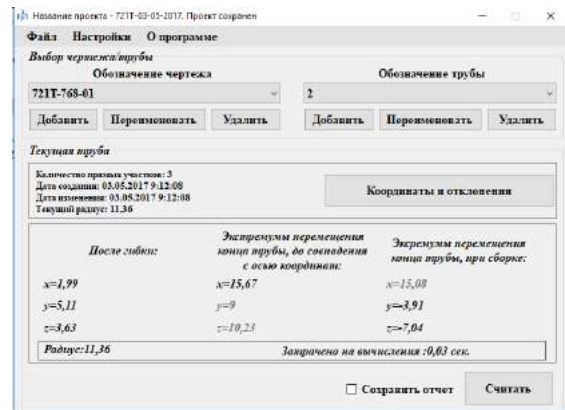 Название проекта - 721Т-03-05-2017. Проект сохранен
Файл Настройки О программе
Выбор чертежа/трубы
Обозначение чертежа Обозначение трубы
721Т-768-01 2
Добавить Переименовать Удалить Добавить Переименовать Удалить
Текущая труба
Количество прямых участков: 3
Дата создания: 03.05.2017 9:12:08
Дата изменения: 03.05.2017 9:12:08
Текущий радиус: 11,36
Координаты и отклонения
После гибки:
Экстремумы перемещения
конца трубы, до совпадения
с осью координат:
Эксремумы перемещения
конца трубы, при сборке:
x=1,99 x=15,67 x=15,08
y=5,11 y=9 y=-3,91
z=3,63 z=10,23 z=-7,04
Радиус:11,36 Затрачено на вычисления :0,03 сек.
Сохранять отчет Считать